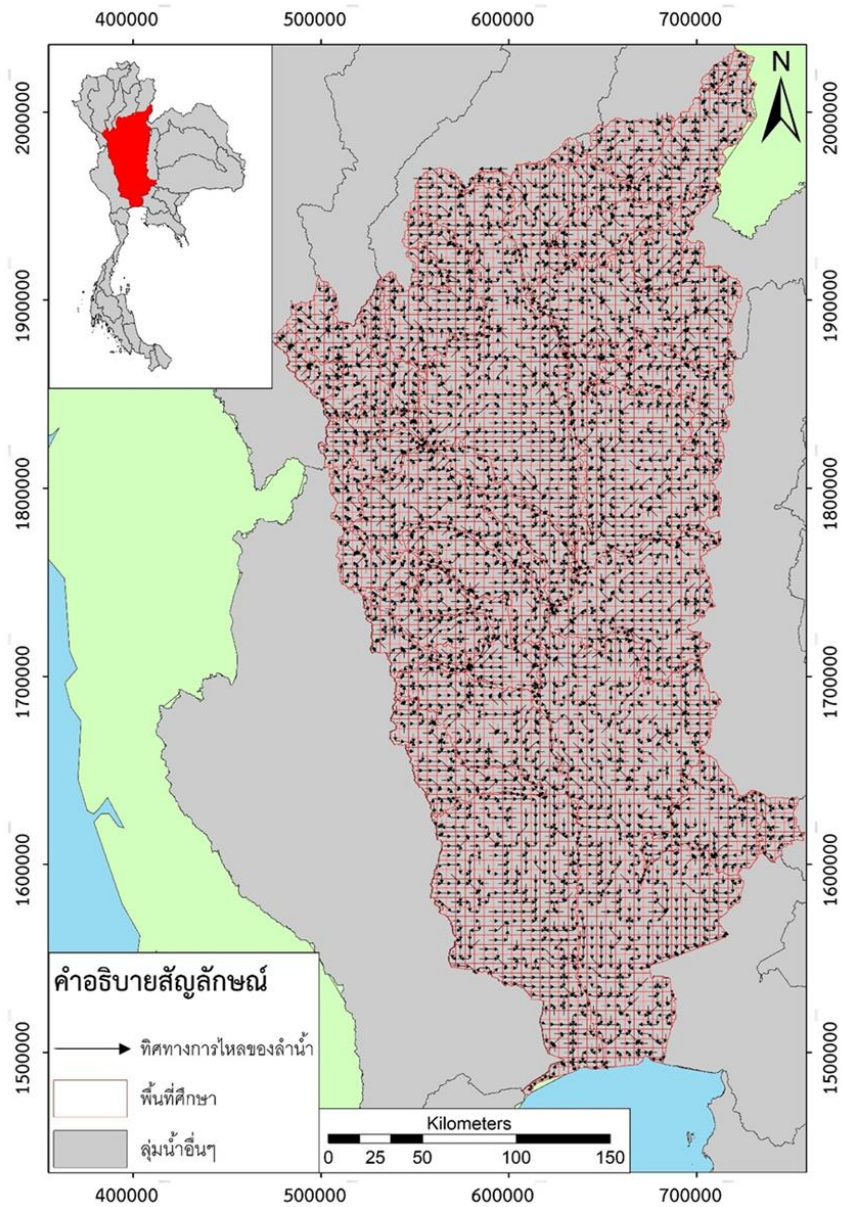 400000 500000 600000 700000
N
2000000 2000000
1900000 1900000
1800000 1800000
1700000 1700000
1600000 1600000
1500000 1500000
คำอธิบายสัญลักษณ์
ทิศทางการไหลของลำน้ำ
พื้นที่ศึกษา
ลุ่มน้ำอื่นๆ
Kilometers
0 25 50 100 150
400000 500000 600000 700000